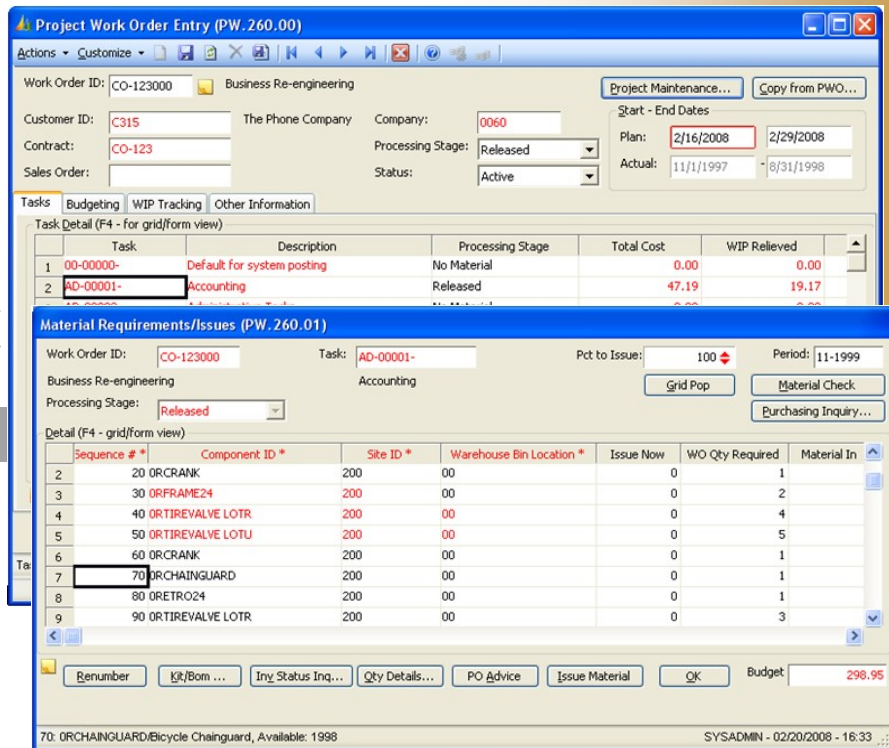 Project Work Order Entry (PW.260.00)
Actions Customize
Work Order ID: CO-123000 Business Re-engineering Project Maintenance... Copy from PWO...
Customer ID: C315 The Phone Company Company: 0060 Start - End Dates
Contract: CO-123 Processing Stage: Released Plan: 2/16/2008 2/29/2008
Sales Order: Status: Active Actual: 11/1/1997 - 8/31/1998
Tasks Budgeting WIP Tracking Other Information
Task Detail (F4 - for grid/form view)
Task Description Processing Stage Total Cost WIP Relieved
1 00-00000- Default for system posting No Material 0.00 0.00
2 AD-00001- Accounting Released 47.19 19.17
Material Requirements/Issues (PW.260.01)
Work Order ID: CO-123000 Task: AD-00001- Pct to Issue: 100 Period: 11-1999
Business Re-engineering Accounting Grid Pop Material Check
Processing Stage: Released Purchasing Inquiry...
Detail (F4 - grid/form view)
Sequence # * Component ID * Site ID * Warehouse Bin Location * Issue Now WO Qty Required Material In
2 20 0RCRANK 200 00 0 1
3 30 0RFRAME24 200 00 0 2
4 40 0RTIREVALVE LOTR 200 00 0 4
5 50 0RTIREVALVE LOTU 200 00 0 5
6 60 0RCRANK 200 00 0 1
7 70 0RCHAINGUARD 200 00 0 1
8 80 0RETRO24 200 00 0 1
9 90 0RTIREVALVE LOTR 200 00 0 3
Renumber Kit/Bom ... Inv Status Inq... Qty Details... PO Advice Issue Material OK Budget 298.95
70: 0RCHAINGUARD/Bicycle Chainguard, Available: 1998 SYSADMIN - 02/20/2008 - 16:33